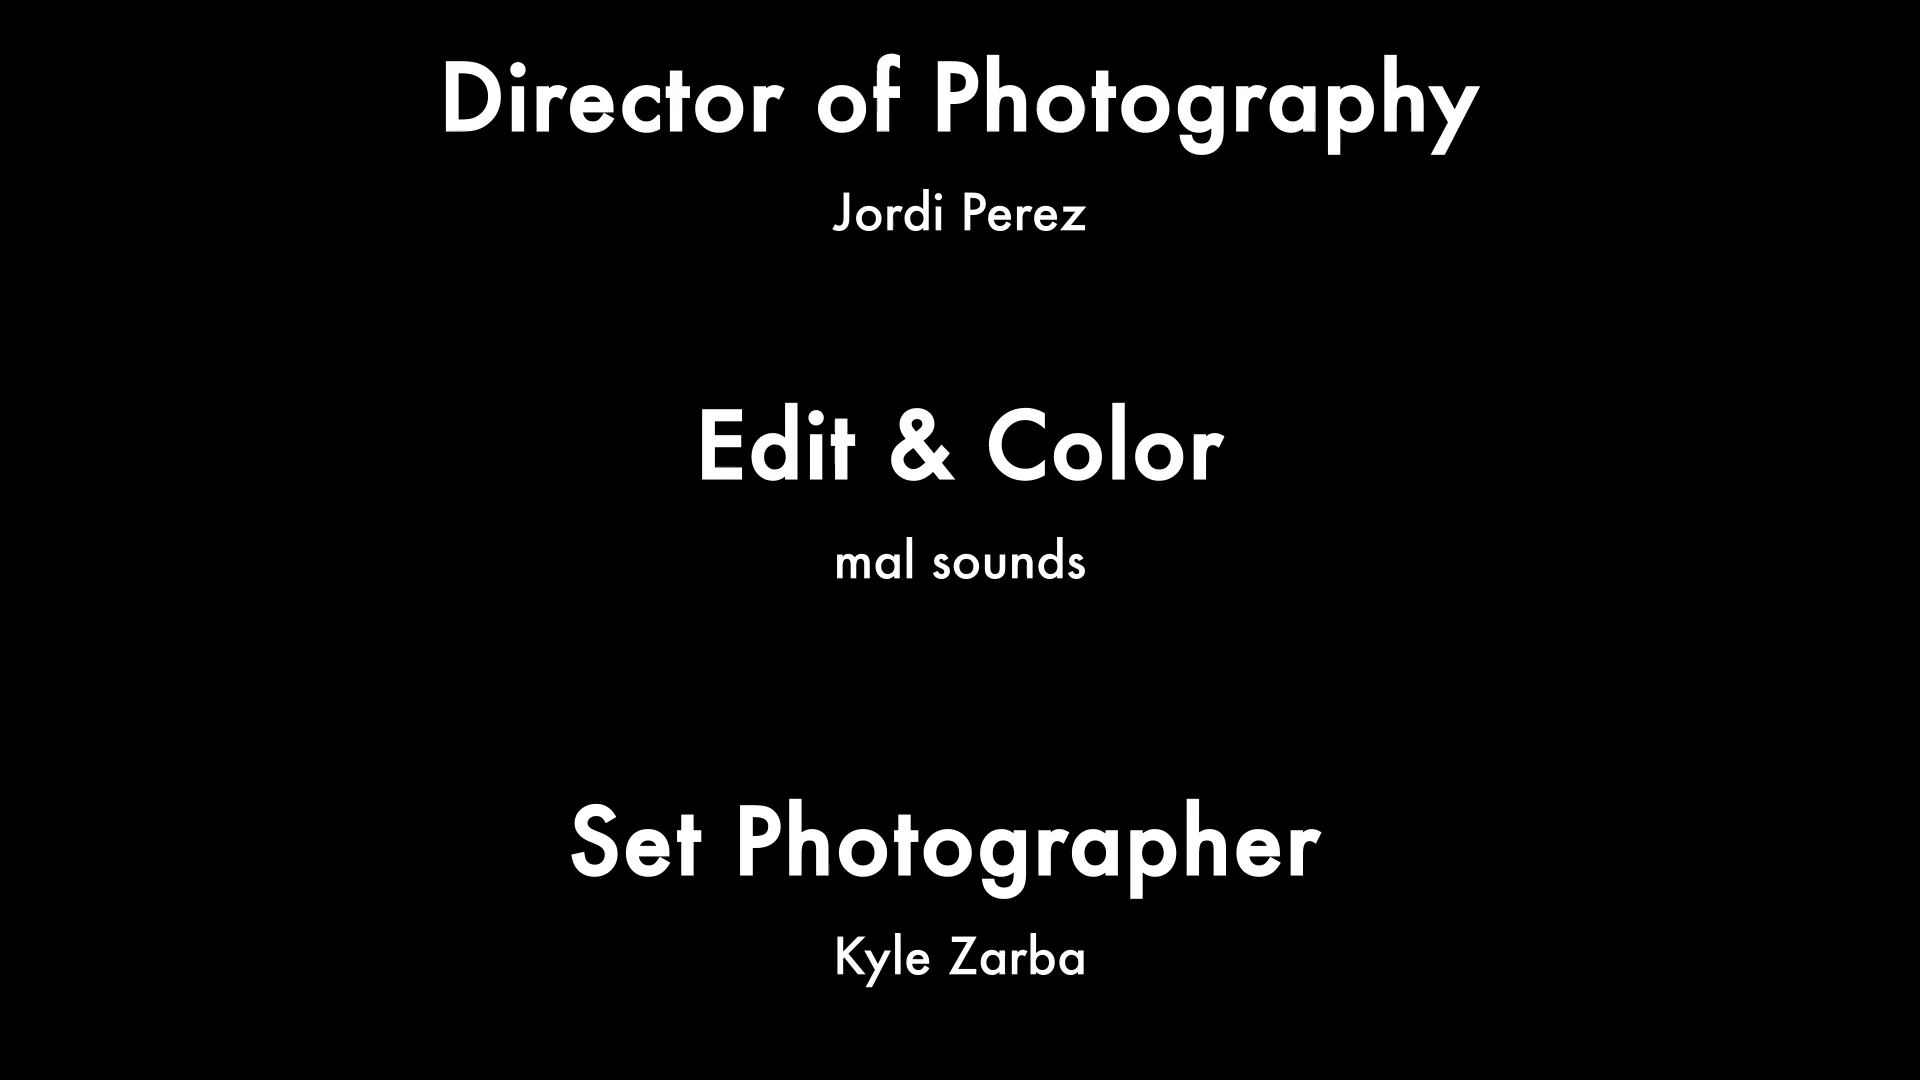 Director of Photography
Jordi Perez
Edit & Color
mal sounds
Set Photographer
Kyle Zarba